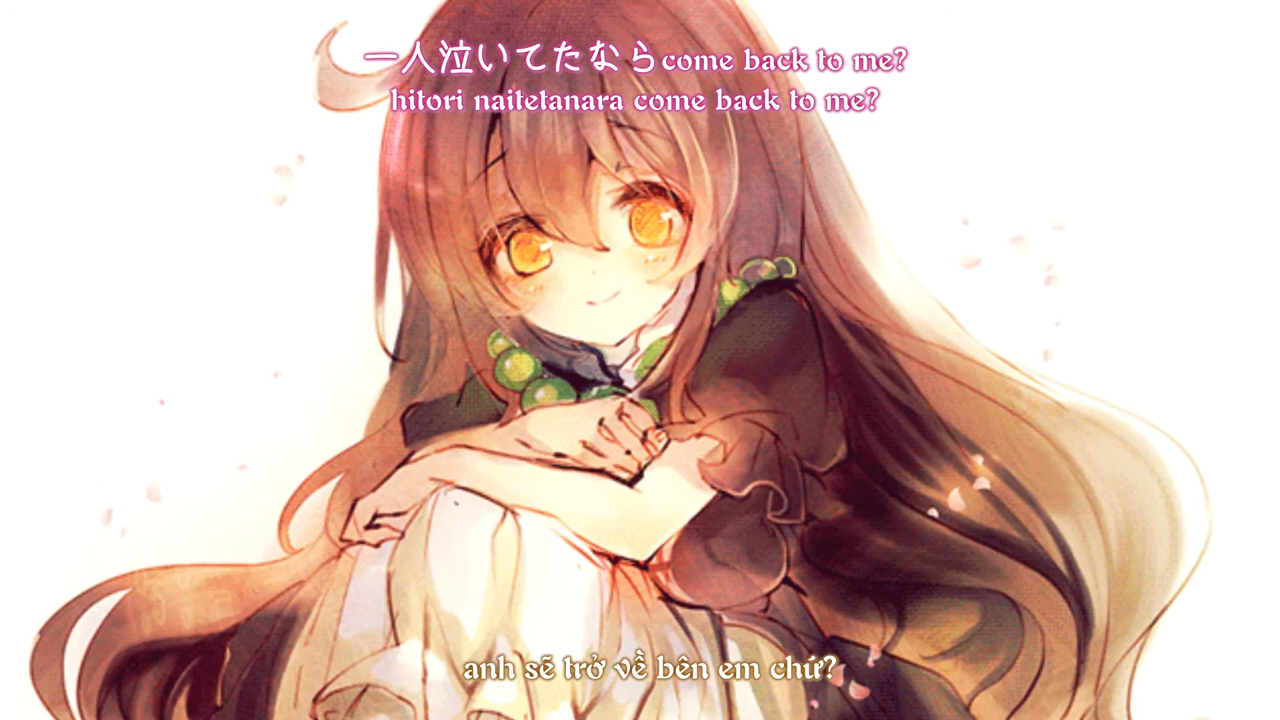 一人泣いてたならcome back to me?
hitori naitetanara come back to me?
anh sẽ trở về bên em chứ?